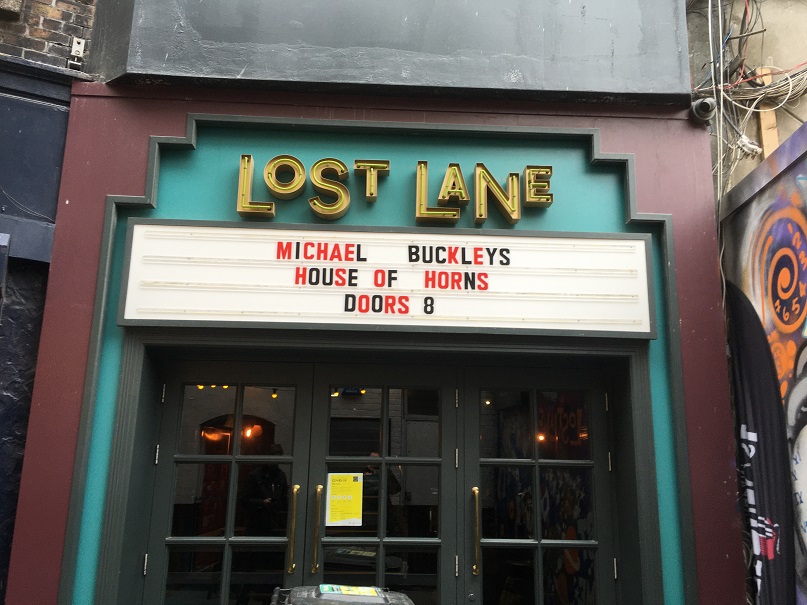 LOST LANE
MICHAEL BUCKLEYS
HOUSE OF HORNS
DOORS 8